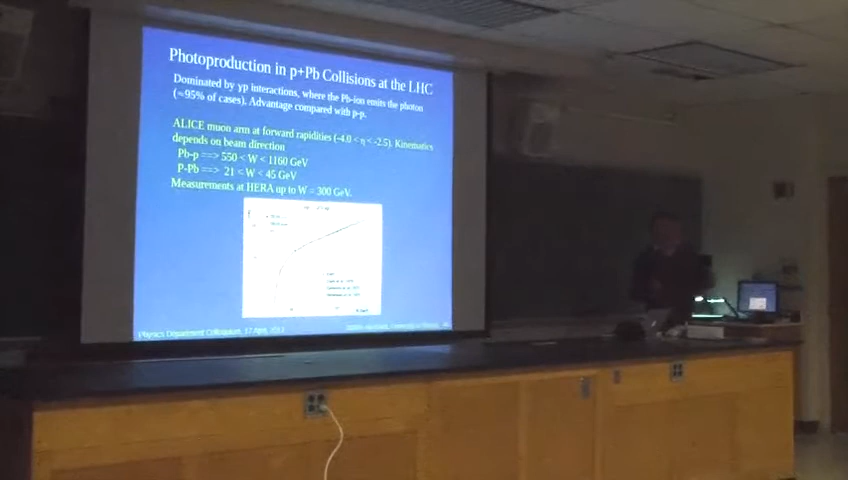 Photoproduction in p+Pb Collisions at the LHC
Dominated by γp interactions, where the Pb-ion emits the photon
(≈95% of cases). Advantage compared with p-p.
ALICE muon arm at forward rapidities (-4.0 < η < -2.5). Kinematics
depends on beam direction
Pb-p ==> 550 < W < 1160 GeV
P-Pb ==> 21 < W < 45 GeV
Measurements at HERA up to W = 300 GeV.
Physics Department Colloquium, 17 April, 2013